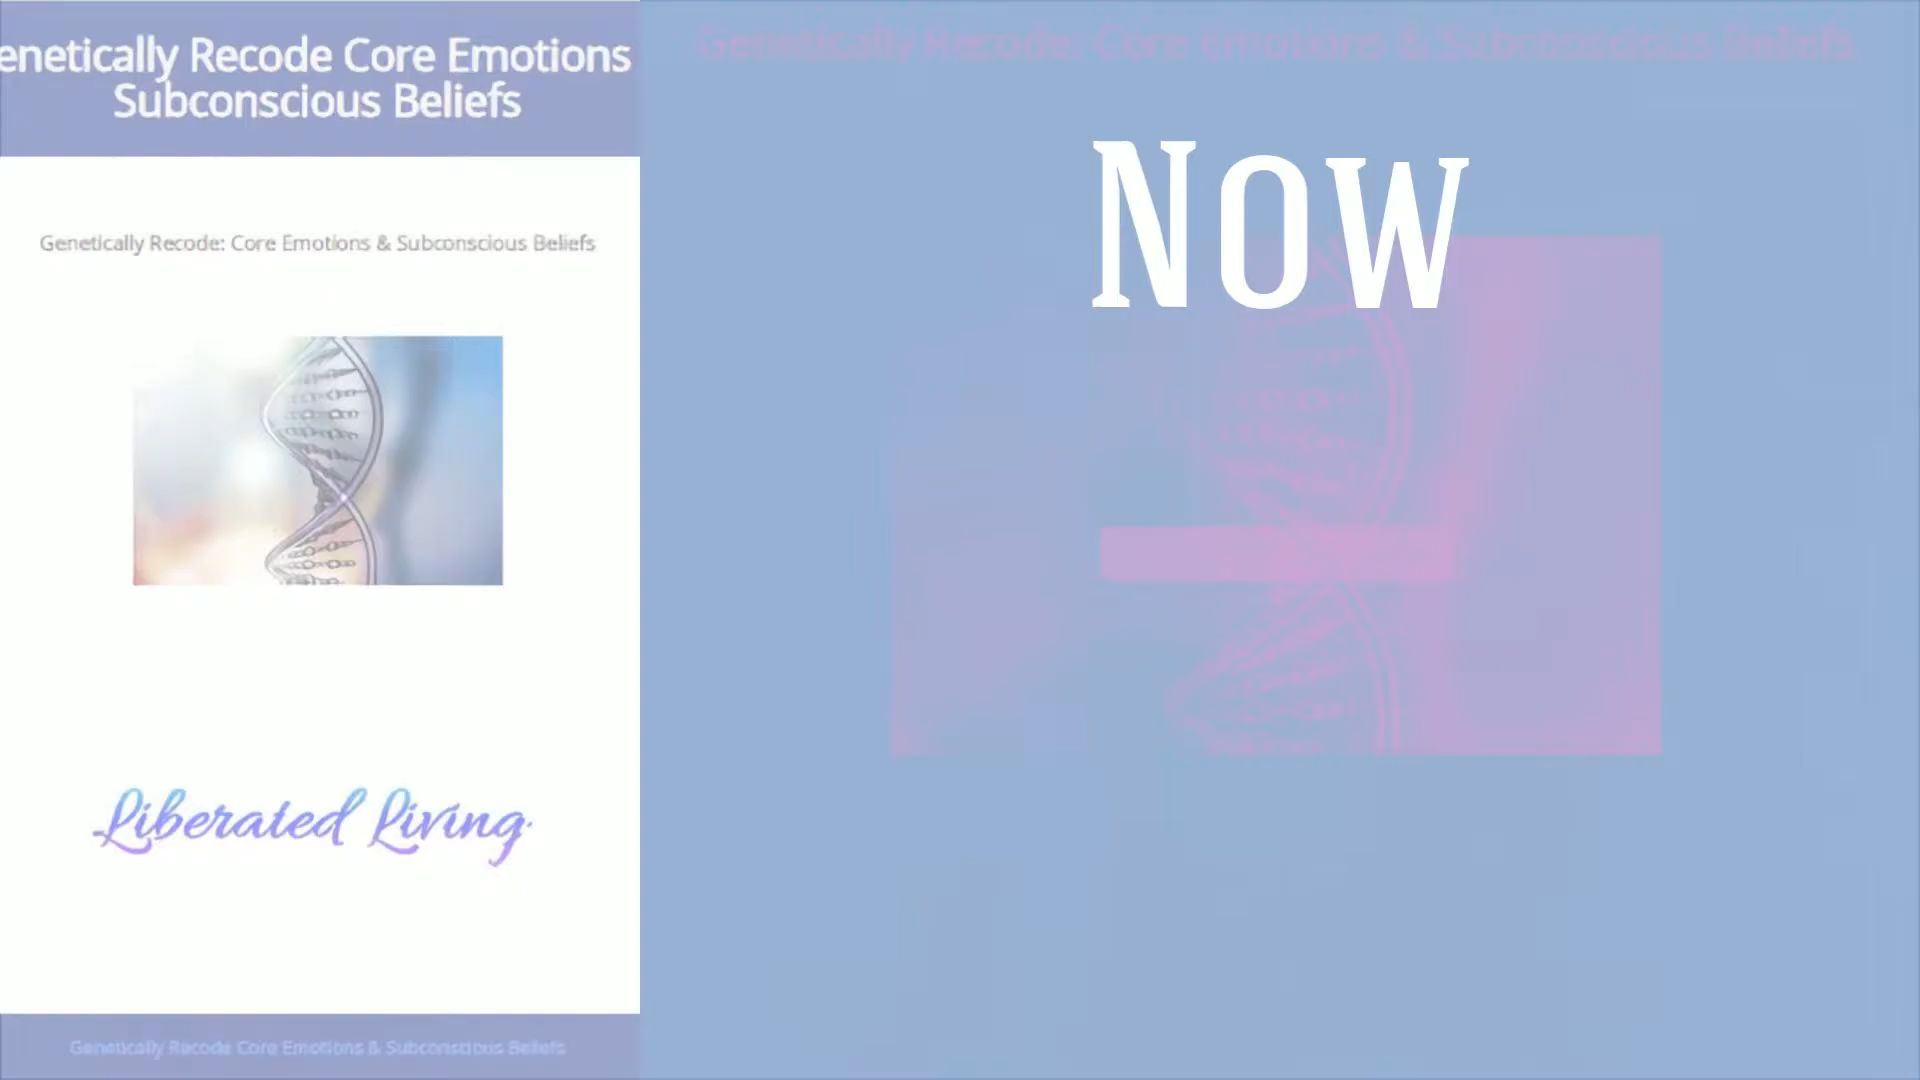 enetically Recode Core Emotions
Subconscious Beliefs
Genetically Recode: Core Emotions & Subconscious Beliefs
Liberated Living
Genetically Recode Core Emotions & Subconscious Beliefs
Genetically Recode: Core Emotions & Subconscious Beliefs
Now